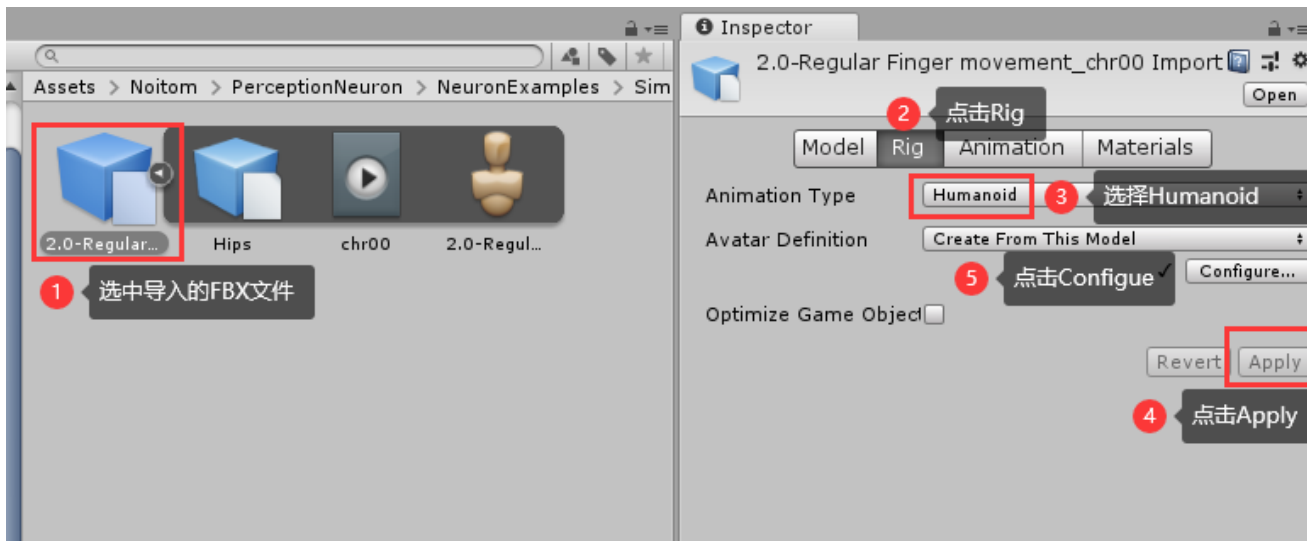 Inspector
2.0-Regular Finger movement_chr00 Import
Open
Assets > Noitom > PerceptionNeuron > NeuronExamples > Sim
2 点击Rig
Model Rig Animation Materials
Animation Type Humanoid 3 选择Humanoid
2.0-Regular... Hips chr00 2.0-Regul...
Avatar Definition Create From This Model
1 选中导入的FBX文件
5 点击Configue Configure...
Optimize Game Object
Revert Apply
4 点击Apply